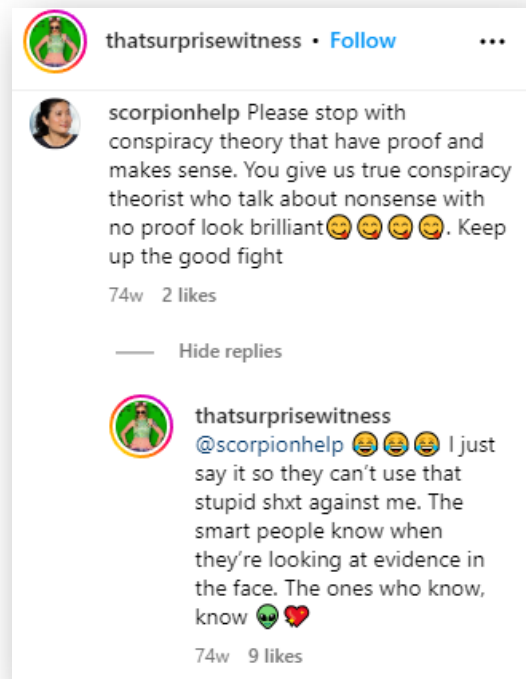 thatsurprisewitness • Follow
scorpionhelp Please stop with
conspiracy theory that have proof and
makes sense. You give us true conspiracy
theorist who talk about nonsense with
no proof look brilliant😋😋😋😋. Keep
up the good fight
74w 2 likes
Hide replies
thatsurprisewitness
@scorpionhelp 😂😂😂 I just
say it so they can't use that
stupid shxt against me. The
smart people know when
they're looking at evidence in
the face. The ones who know,
know 👽💖
74w 9 likes